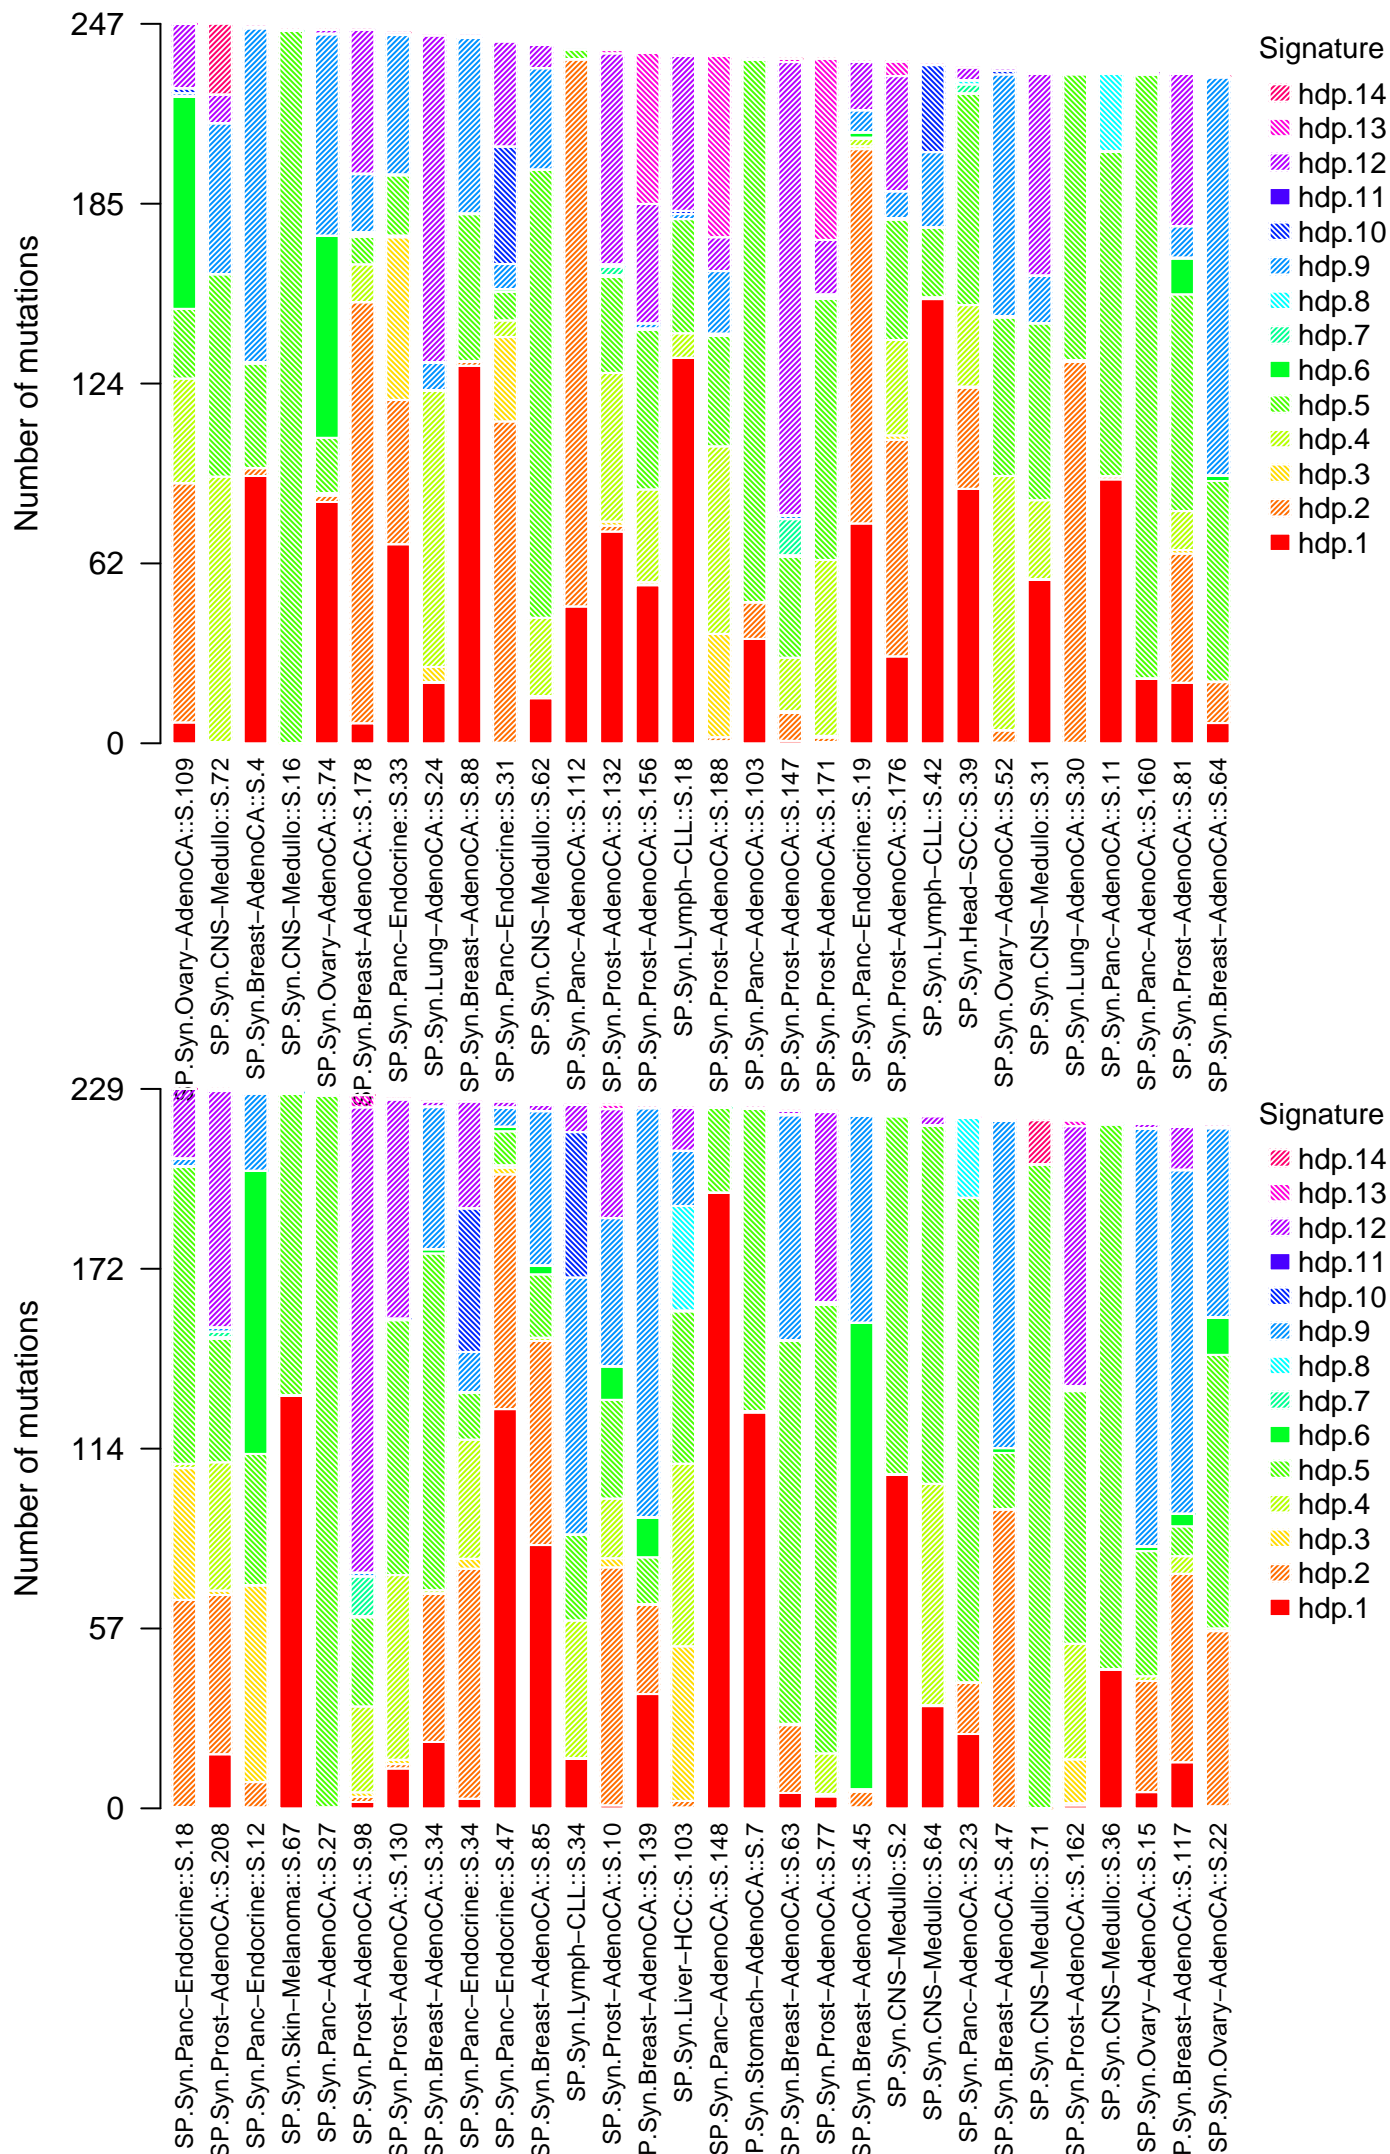 Number of mutations
247
185
124
62
0
Signature
hdp.14
hdp.13
hdp.12
hdp.11
hdp.10
hdp.9
hdp.8
hdp.7
hdp.6
hdp.5
hdp.4
hdp.3
hdp.2
hdp.1
SP.Syn.Ovary−AdenoCA::S.109
SP.Syn.CNS−Medullo::S.72
SP.Syn.Breast−AdenoCA::S.4
SP.Syn.CNS−Medullo::S.16
SP.Syn.Ovary−AdenoCA::S.74
SP.Syn.Breast−AdenoCA::S.178
SP.Syn.Panc−Endocrine::S.33
SP.Syn.Lung−AdenoCA::S.24
SP.Syn.Breast−AdenoCA::S.88
SP.Syn.Panc−Endocrine::S.31
SP.Syn.CNS−Medullo::S.62
SP.Syn.Panc−AdenoCA::S.112
SP.Syn.Prost−AdenoCA::S.132
SP.Syn.Prost−AdenoCA::S.156
SP.Syn.Lymph−CLL::S.18
SP.Syn.Prost−AdenoCA::S.188
SP.Syn.Panc−AdenoCA::S.103
SP.Syn.Prost−AdenoCA::S.147
SP.Syn.Prost−AdenoCA::S.171
SP.Syn.Panc−Endocrine::S.19
SP.Syn.Prost−AdenoCA::S.176
SP.Syn.Lymph−CLL::S.42
SP.Syn.Head−SCC::S.39
SP.Syn.Ovary−AdenoCA::S.52
SP.Syn.CNS−Medullo::S.31
SP.Syn.Lung−AdenoCA::S.30
SP.Syn.Panc−AdenoCA::S.11
SP.Syn.Panc−AdenoCA::S.160
SP.Syn.Prost−AdenoCA::S.81
SP.Syn.Breast−AdenoCA::S.64
Number of mutations
229
172
114
57
0
Signature
hdp.14
hdp.13
hdp.12
hdp.11
hdp.10
hdp.9
hdp.8
hdp.7
hdp.6
hdp.5
hdp.4
hdp.3
hdp.2
hdp.1
SP.Syn.Panc−Endocrine::S.18
SP.Syn.Prost−AdenoCA::S.208
SP.Syn.Panc−Endocrine::S.12
SP.Syn.Skin−Melanoma::S.67
SP.Syn.Panc−AdenoCA::S.27
SP.Syn.Prost−AdenoCA::S.98
SP.Syn.Prost−AdenoCA::S.130
SP.Syn.Breast−AdenoCA::S.34
SP.Syn.Panc−Endocrine::S.34
SP.Syn.Panc−Endocrine::S.47
SP.Syn.Breast−AdenoCA::S.85
SP.Syn.Lymph−CLL::S.34
SP.Syn.Prost−AdenoCA::S.10
P.Syn.Breast−AdenoCA::S.139
SP.Syn.Liver−HCC::S.103
SP.Syn.Panc−AdenoCA::S.148
P.Syn.Stomach−AdenoCA::S.7
SP.Syn.Breast−AdenoCA::S.63
SP.Syn.Prost−AdenoCA::S.77
SP.Syn.Breast−AdenoCA::S.45
SP.Syn.CNS−Medullo::S.2
SP.Syn.CNS−Medullo::S.64
SP.Syn.Panc−AdenoCA::S.23
SP.Syn.Breast−AdenoCA::S.47
SP.Syn.CNS−Medullo::S.71
SP.Syn.Prost−AdenoCA::S.162
SP.Syn.CNS−Medullo::S.36
SP.Syn.Ovary−AdenoCA::S.15
SP.Syn.Breast−AdenoCA::S.117
SP.Syn.Ovary−AdenoCA::S.22